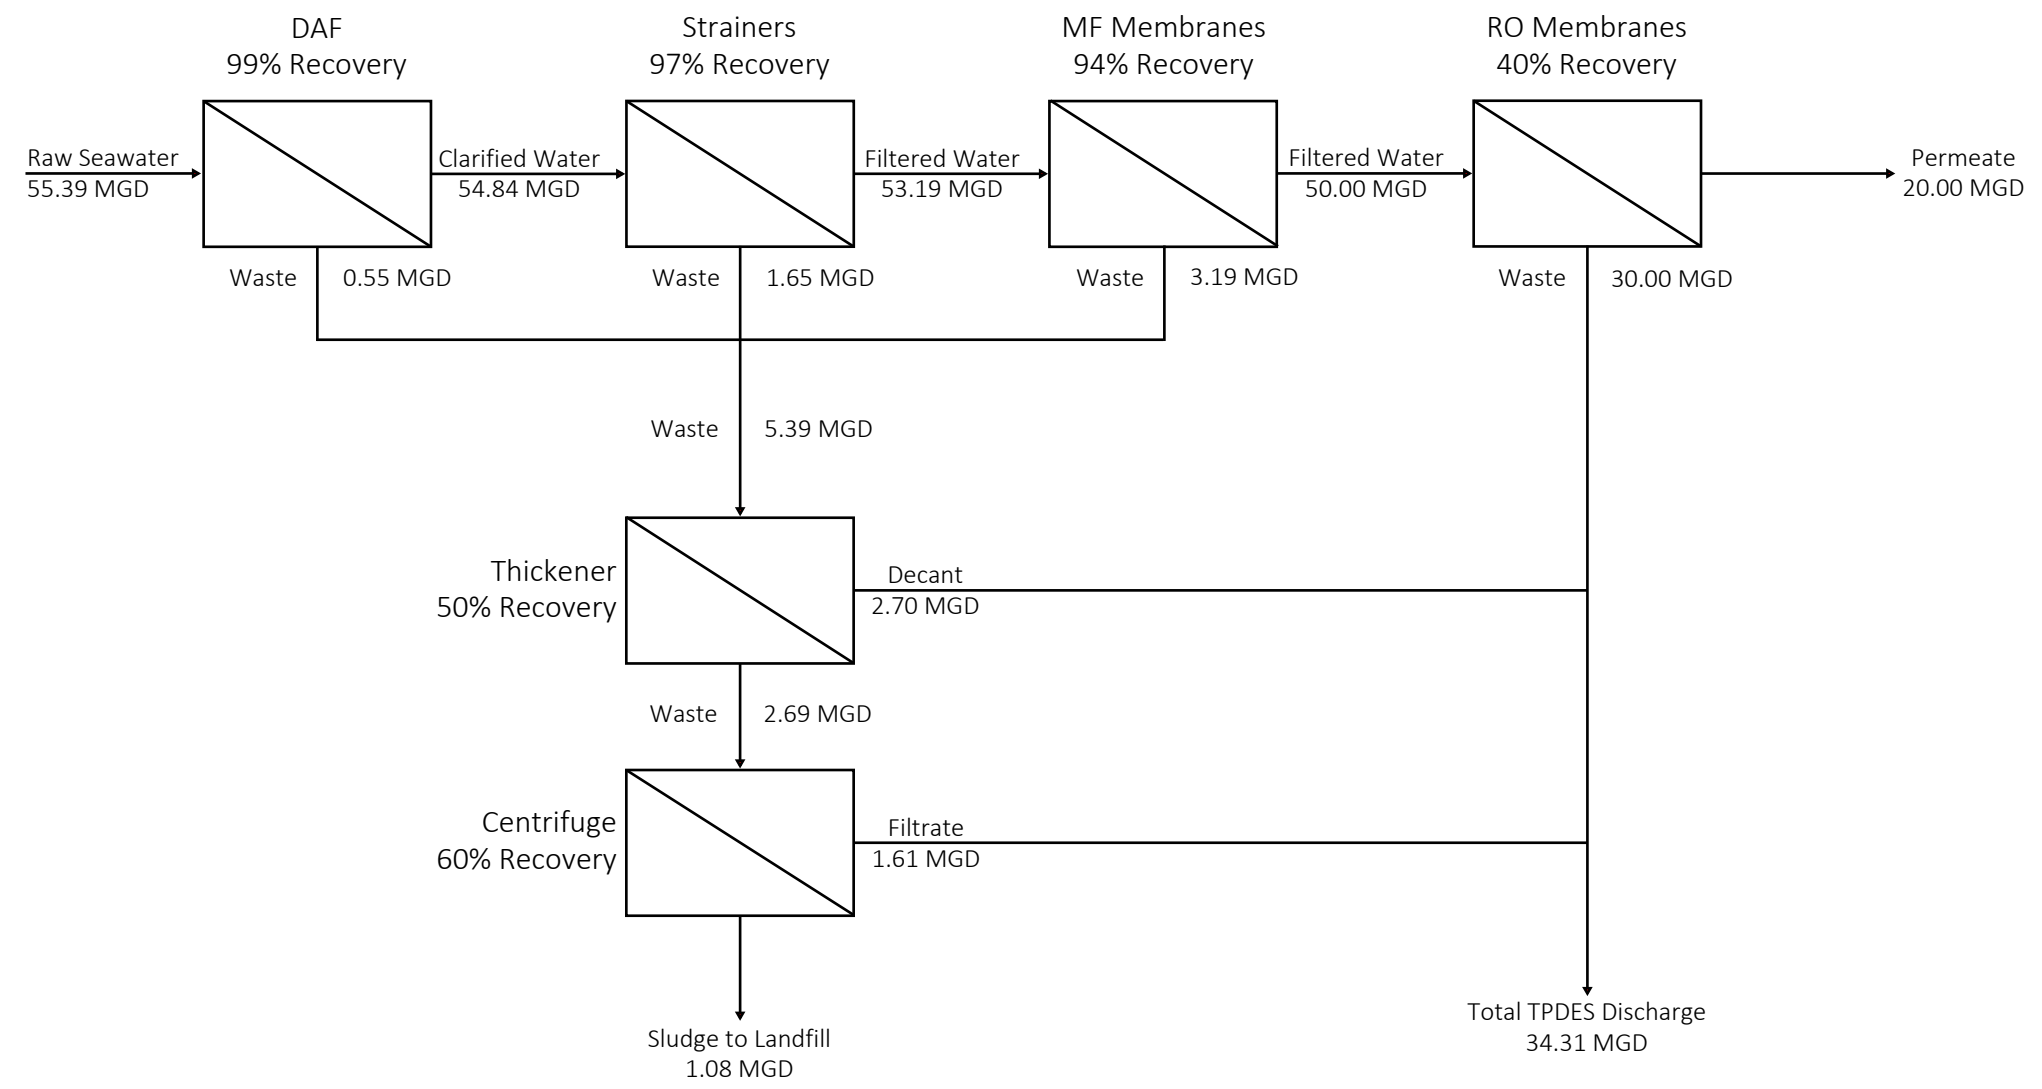 DAF
99% Recovery
Strainers
97% Recovery
MF Membranes
94% Recovery
RO Membranes
40% Recovery
Raw Seawater
55.39 MGD
Clarified Water
54.84 MGD
Filtered Water
53.19 MGD
Filtered Water
50.00 MGD
Permeate
20.00 MGD
Waste 0.55 MGD
Waste 1.65 MGD
Waste 3.19 MGD
Waste 30.00 MGD
Waste 5.39 MGD
Thickener
50% Recovery
Decant
2.70 MGD
Waste 2.69 MGD
Centrifuge
60% Recovery
Filtrate
1.61 MGD
Sludge to Landfill
1.08 MGD
Total TPDES Discharge
34.31 MGD